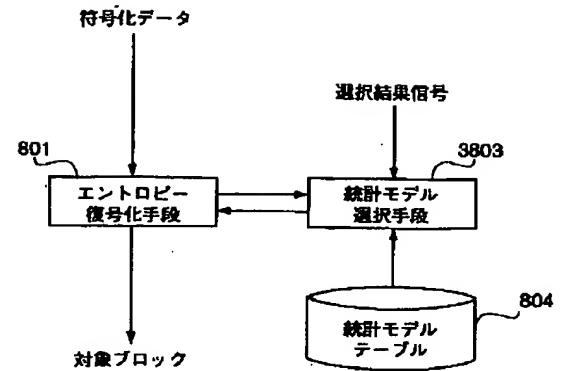 符号化データ
選択結果信号
801
3803
エントロピー
復号化手段
統計モデル
選択手段
804
統計モデル
テーブル
対象ブロック